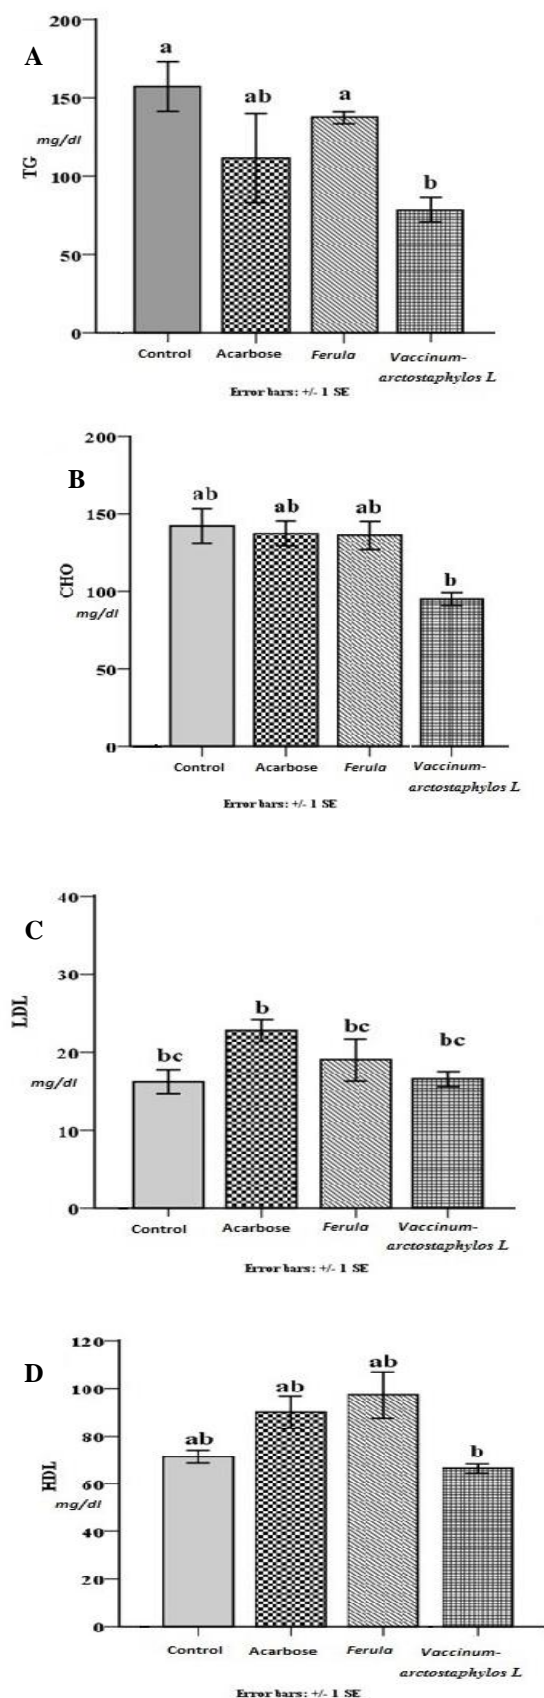 A
200
150
100
50
0
mg/dl
TG
a
ab
a
b
Control
Acarbose
Ferula
Vaccinum-
arctostaphylos L
Error bars: +/- 1 SE
B
200
150
100
50
0
CHO
mg/dl
ab
ab
ab
b
Control
Acarbose
Ferula
Vaccinum-
arctostaphylos L
Error bars: +/- 1 SE
C
40
30
20
10
0
LDL
mg/dl
bc
b
bc
bc
Control
Acarbose
Ferula
Vaccinum-
arctostaphylos L
Error bars: +/- 1 SE
D
120
100
80
60
40
20
0
HDL
mg/dl
ab
ab
ab
b
Control
Acarbose
Ferula
Vaccinum-
arctostaphylos L
Error bars: +/- 1 SE